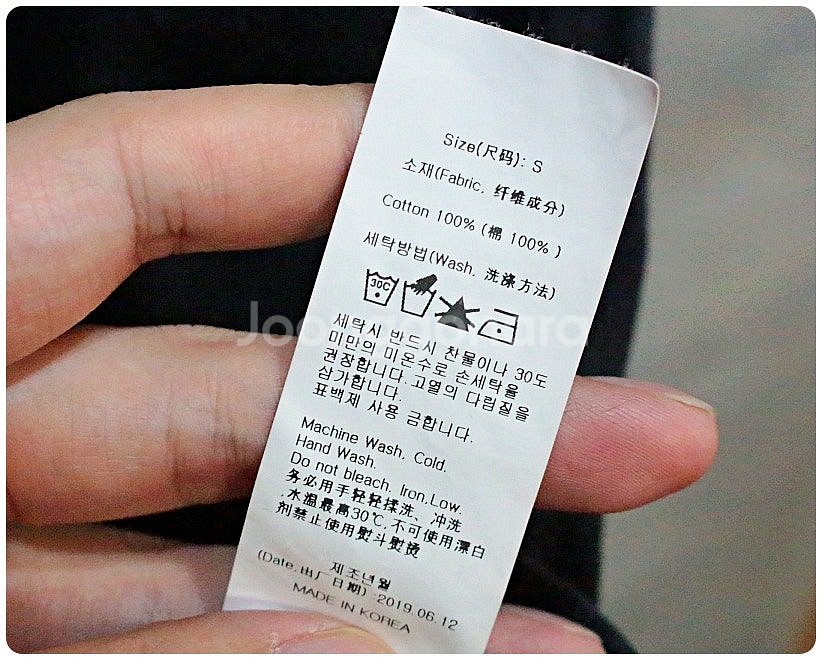 Size(尺码): S
소재(Fabric, 纤维成分)
Cotton 100% (棉 100% )
세탁방법(Wash, 洗涤方法)
30C
세탁시 반드시 찬물이나 30도
미만의 미온수로 손세탁을
권장합니다.고열의 다림질을
삼가합니다.
표백제 사용 금합니다.
Machine Wash, Cold,
Hand Wash.
Do not bleach, Iron,Low.
务必用手轻轻揉洗、冲洗
,水温最高30℃,不可使用漂白
剂禁止使用熨斗熨烫
제조년월
(Date,出厂日期) :2019.06.12
MADE IN KOREA
Joonggonara